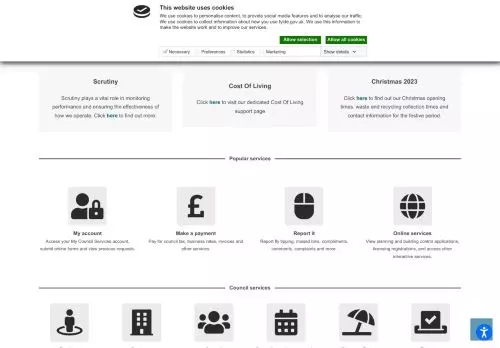 This website uses cookies
We use cookies to personalise content, to provide social media features and to analyse our traffic.
We use cookies to collect information about how you use fylde.gov.uk. We use this information to
make the website work and to improve our services.
Allow selection
Allow all cookies
Necessary
Preferences
Statistics
Marketing
Show details
Scrutiny
Scrutiny plays a vital role in monitoring
performance and ensuring the effectiveness of
how we operate. Click here to find out more.
Cost Of Living
Click here to visit our dedicated Cost Of Living
support page.
Christmas 2023
Click here to find out our Christmas opening
times, waste and recycling collection times and
contact information for the festive period.
Popular services
My account
Access your My Council Services account,
submit online forms and view previous requests.
Make a payment
Pay for council tax, business rates, invoices and
other services.
Report it
Report fly tipping, missed bins, compliments,
comments, complaints and more.
Online services
View planning and building control applications,
licensing registrations, and access other
interactive services.
Council services